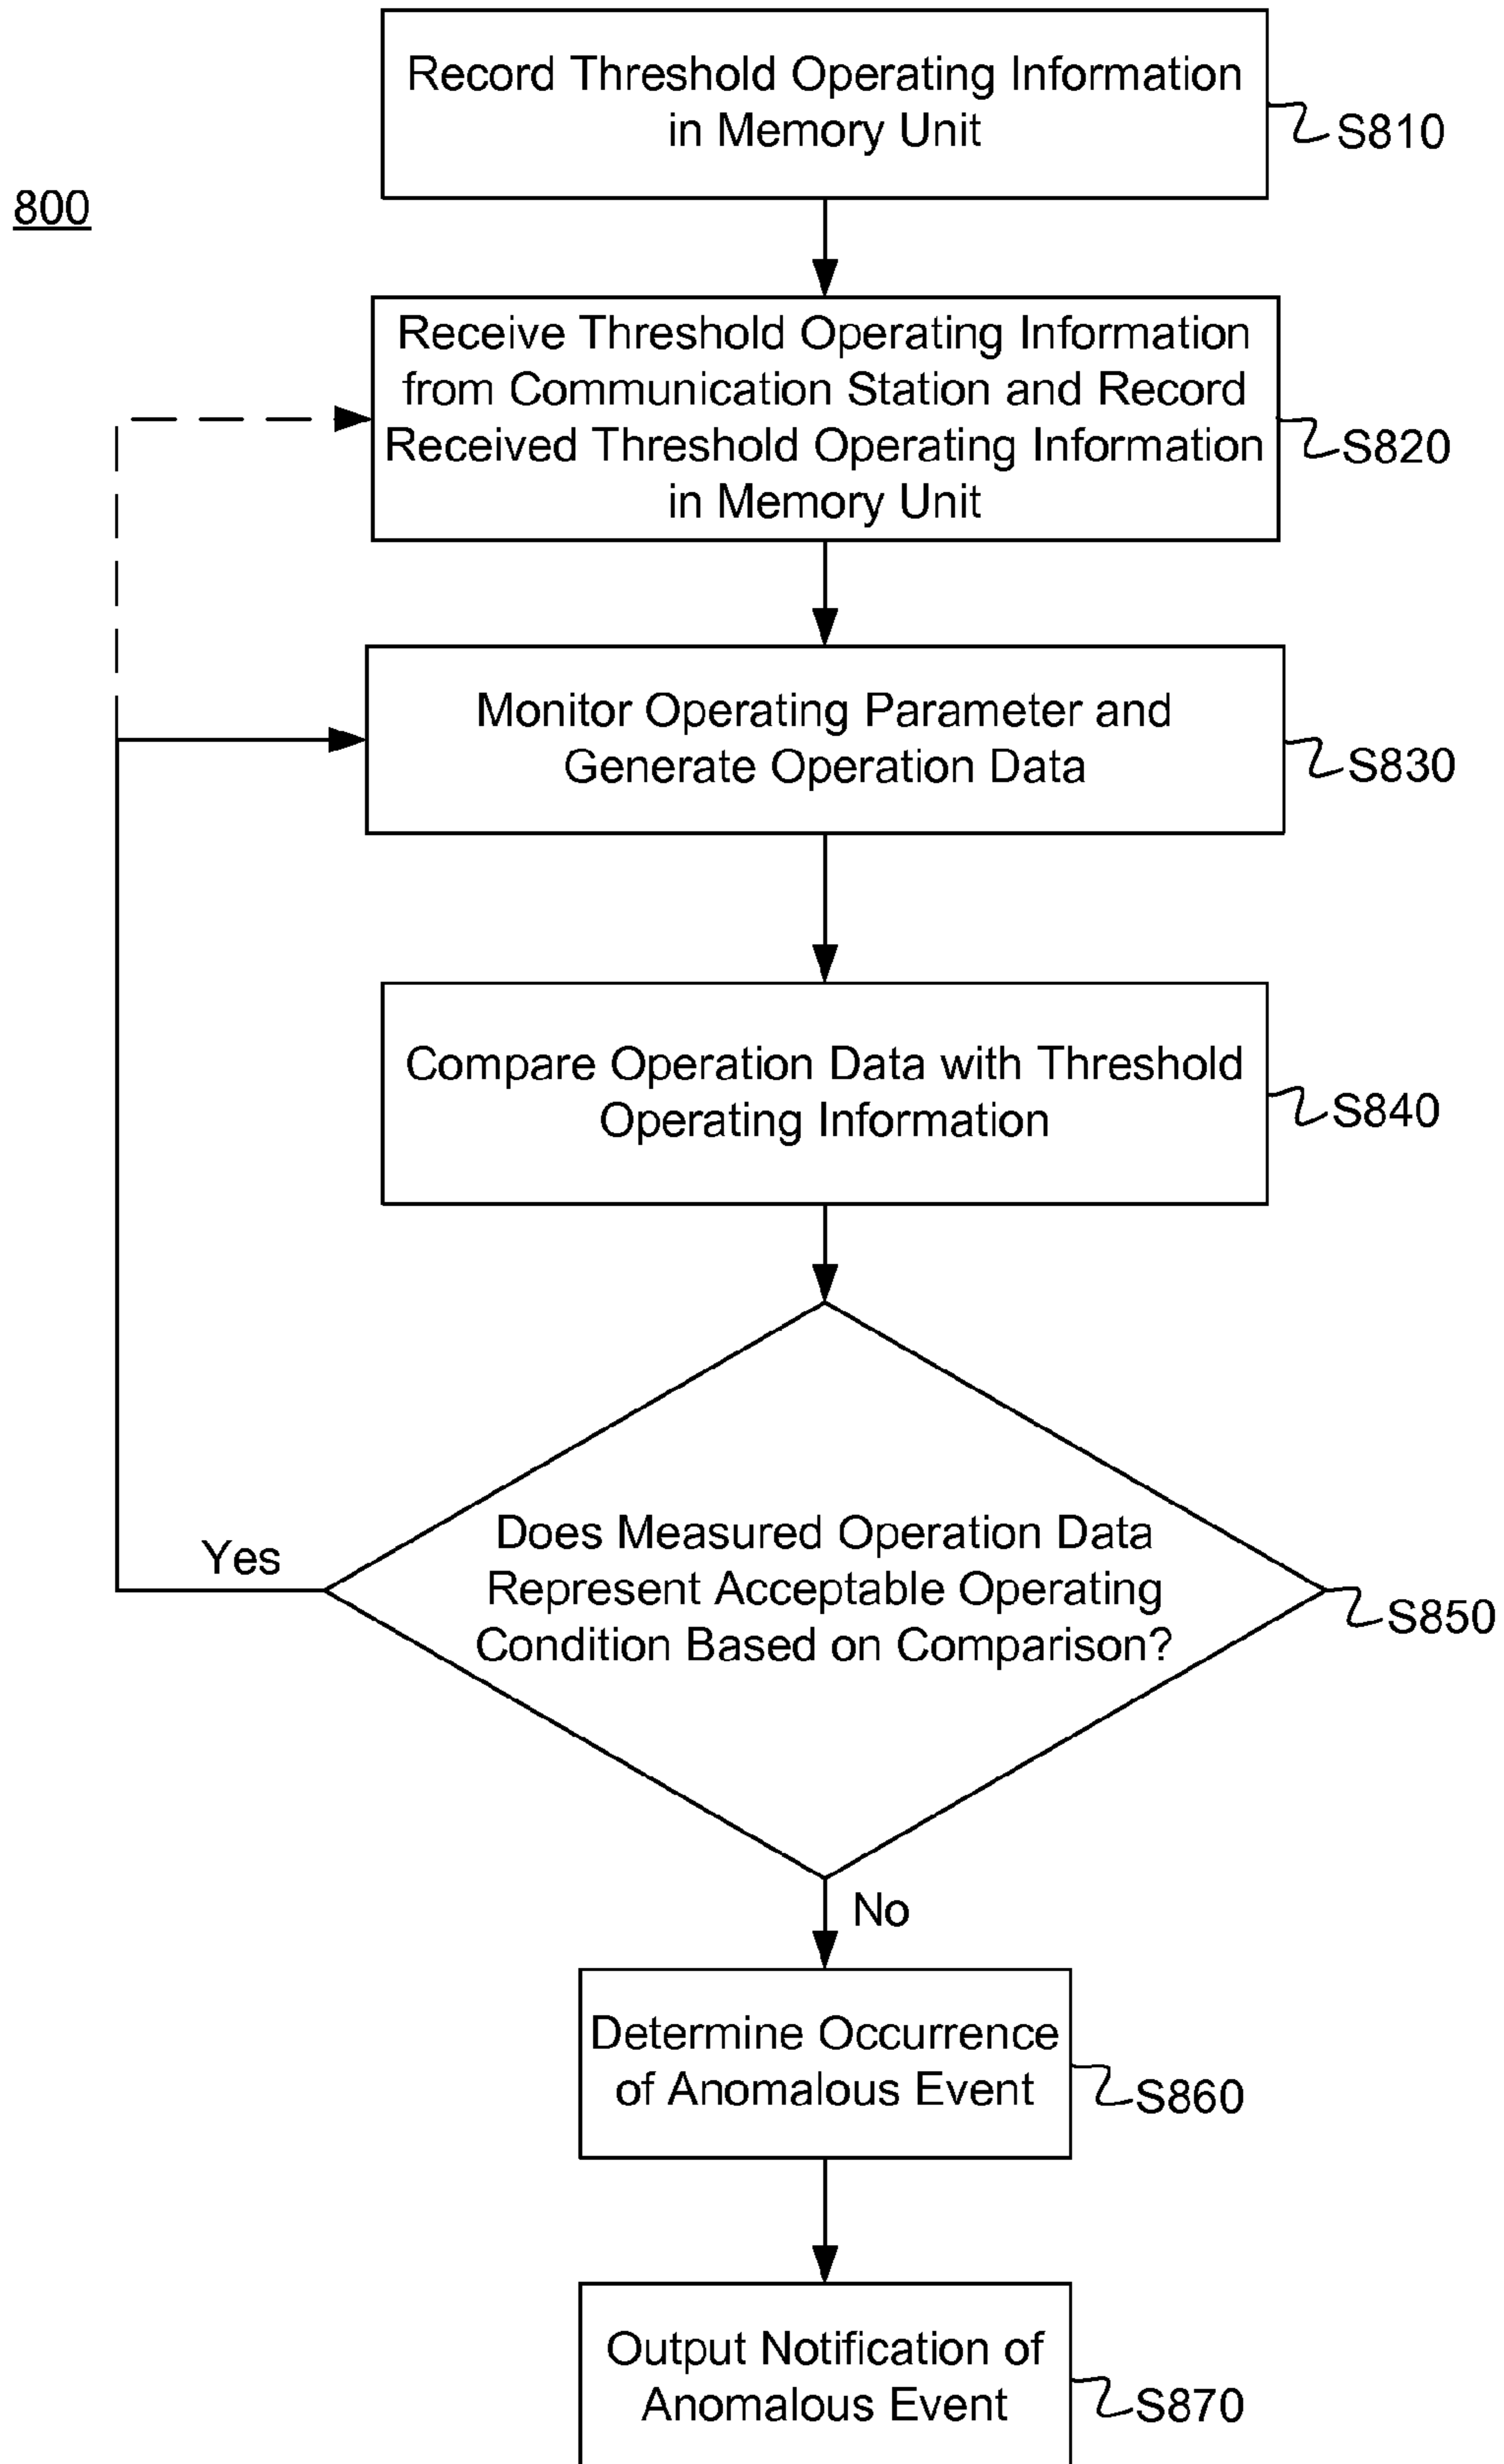 Record Threshold Operating Information
in Memory Unit
S810
800
Receive Threshold Operating Information
from Communication Station and Record
Received Threshold Operating Information
in Memory Unit
S820
Monitor Operating Parameter and
Generate Operation Data
S830
Compare Operation Data with Threshold
Operating Information
S840
Does Measured Operation Data
Represent Acceptable Operating
Condition Based on Comparison?
Yes
S850
No
Determine Occurrence
of Anomalous Event
S860
Output Notification of
Anomalous Event
S870